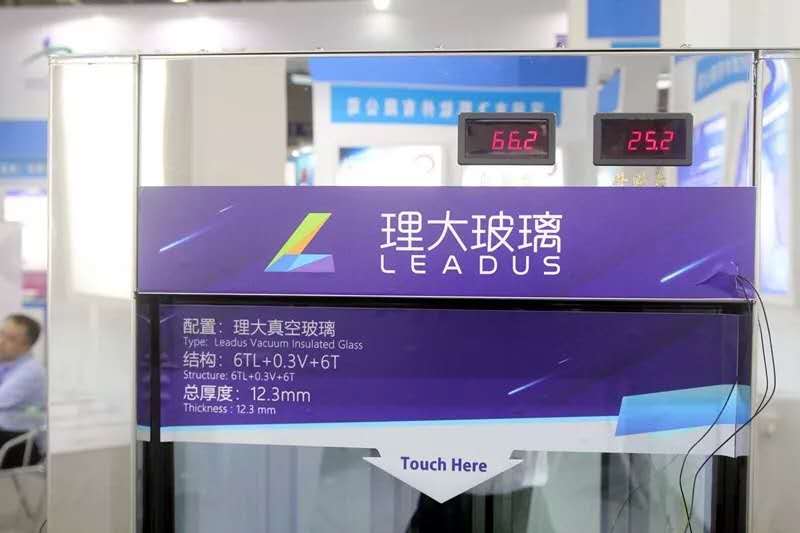 66.2
25.2
理大玻璃
LEADUS
配置：理大真空玻璃
Type: Leadus Vacuum Insulated Glass
结构：6TL+0.3V+6T
Structure: 6TL+0.3V+6T
总厚度：12.3mm
Thickness : 12.3 mm
Touch Here